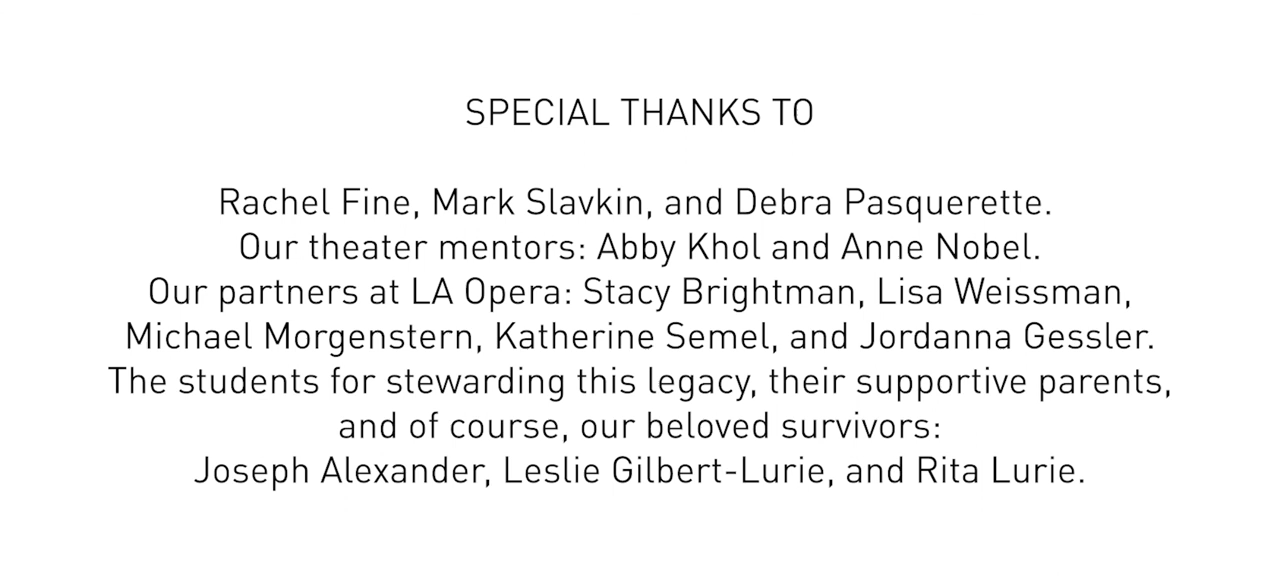 SPECIAL THANKS TO
Rachel Fine, Mark Slavkin, and Debra Pasquerette.
Our theater mentors: Abby Khol and Anne Nobel.
Our partners at LA Opera: Stacy Brightman, Lisa Weissman,
Michael Morgenstern, Katherine Semel, and Jordanna Gessler.
The students for stewarding this legacy, their supportive parents,
and of course, our beloved survivors:
Joseph Alexander, Leslie Gilbert-Lurie, and Rita Lurie.